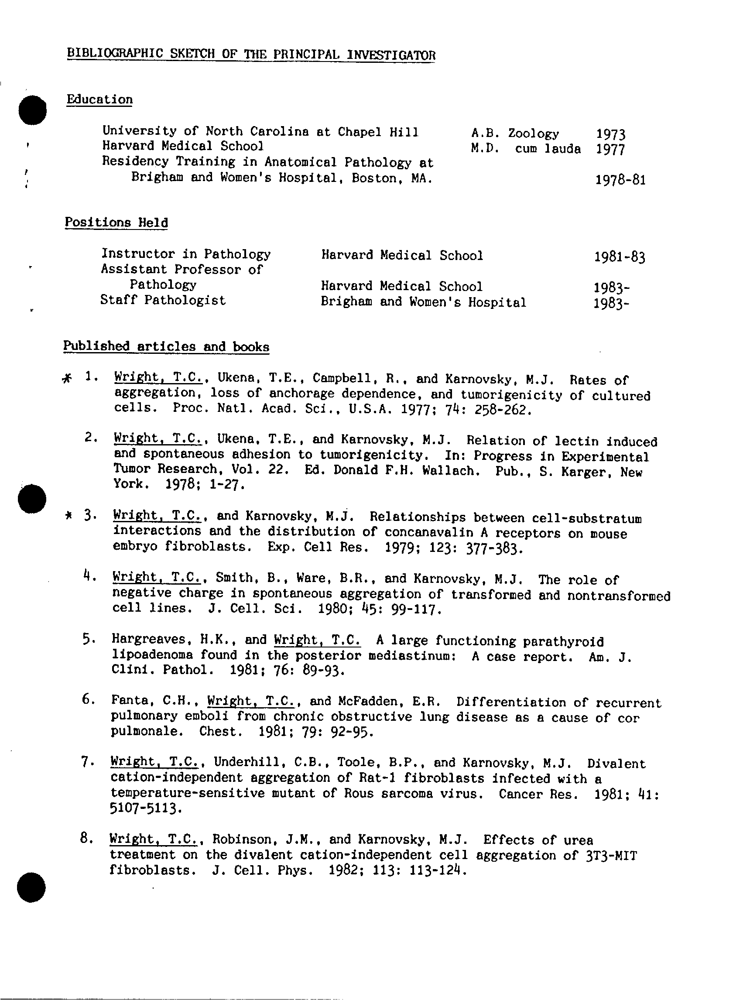 BIBLIOGRAPHIC SKETCH OF THE PRINCIPAL INVESTIGATOR
Education
University of North Carolina at Chapel Hill A.B. Zoology 1973
Harvard Medical School M.D. cum lauda 1977
Residency Training in Anatomical Pathology at
Brigham and Women's Hospital, Boston, MA. 1978-81
Positions Held
Instructor in Pathology Harvard Medical School 1981-83
Assistant Professor of
Pathology Harvard Medical School 1983-
Staff Pathologist Brigham and Women's Hospital 1983-
Published articles and books
* 1. Wright, T.C., Ukena, T.E., Campbell, R., and Karnovsky, M.J. Rates of
aggregation, loss of anchorage dependence, and tumorigenicity of cultured
cells. Proc. Natl. Acad. Sci., U.S.A. 1977; 74: 258-262.
2. Wright, T.C., Ukena, T.E., and Karnovsky, M.J. Relation of lectin induced
and spontaneous adhesion to tumorigenicity. In: Progress in Experimental
Tumor Research, Vol. 22. Ed. Donald F.H. Wallach. Pub., S. Karger, New
York. 1978; 1-27.
* 3. Wright, T.C., and Karnovsky, M.J. Relationships between cell-substratum
interactions and the distribution of concanavalin A receptors on mouse
embryo fibroblasts. Exp. Cell Res. 1979; 123: 377-383.
4. Wright, T.C., Smith, B., Ware, B.R., and Karnovsky, M.J. The role of
negative charge in spontaneous aggregation of transformed and nontransformed
cell lines. J. Cell. Sci. 1980; 45: 99-117.
5. Hargreaves, H.K., and Wright, T.C. A large functioning parathyroid
lipoadenoma found in the posterior mediastinum: A case report. Am. J.
Clini. Pathol. 1981; 76: 89-93.
6. Fanta, C.H., Wright, T.C., and McFadden, E.R. Differentiation of recurrent
pulmonary emboli from chronic obstructive lung disease as a cause of cor
pulmonale. Chest. 1981; 79: 92-95.
7. Wright, T.C., Underhill, C.B., Toole, B.P., and Karnovsky, M.J. Divalent
cation-independent aggregation of Rat-1 fibroblasts infected with a
temperature-sensitive mutant of Rous sarcoma virus. Cancer Res. 1981; 41:
5107-5113.
8. Wright, T.C., Robinson, J.M., and Karnovsky, M.J. Effects of urea
treatment on the divalent cation-independent cell aggregation of 3T3-MIT
fibroblasts. J. Cell. Phys. 1982; 113: 113-124.